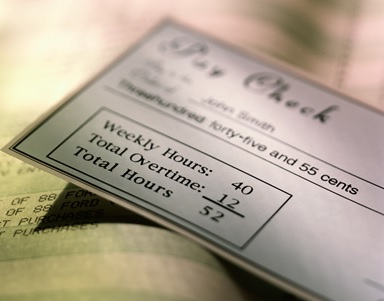 Pay Check
John Smith
Threehundred forty-five and 55 cents
Weekly Hours: 40
Total Overtime: 12
Total Hours 52
OF 88 FORD
OF 88 FORD
PURCHASES
PURCHASES